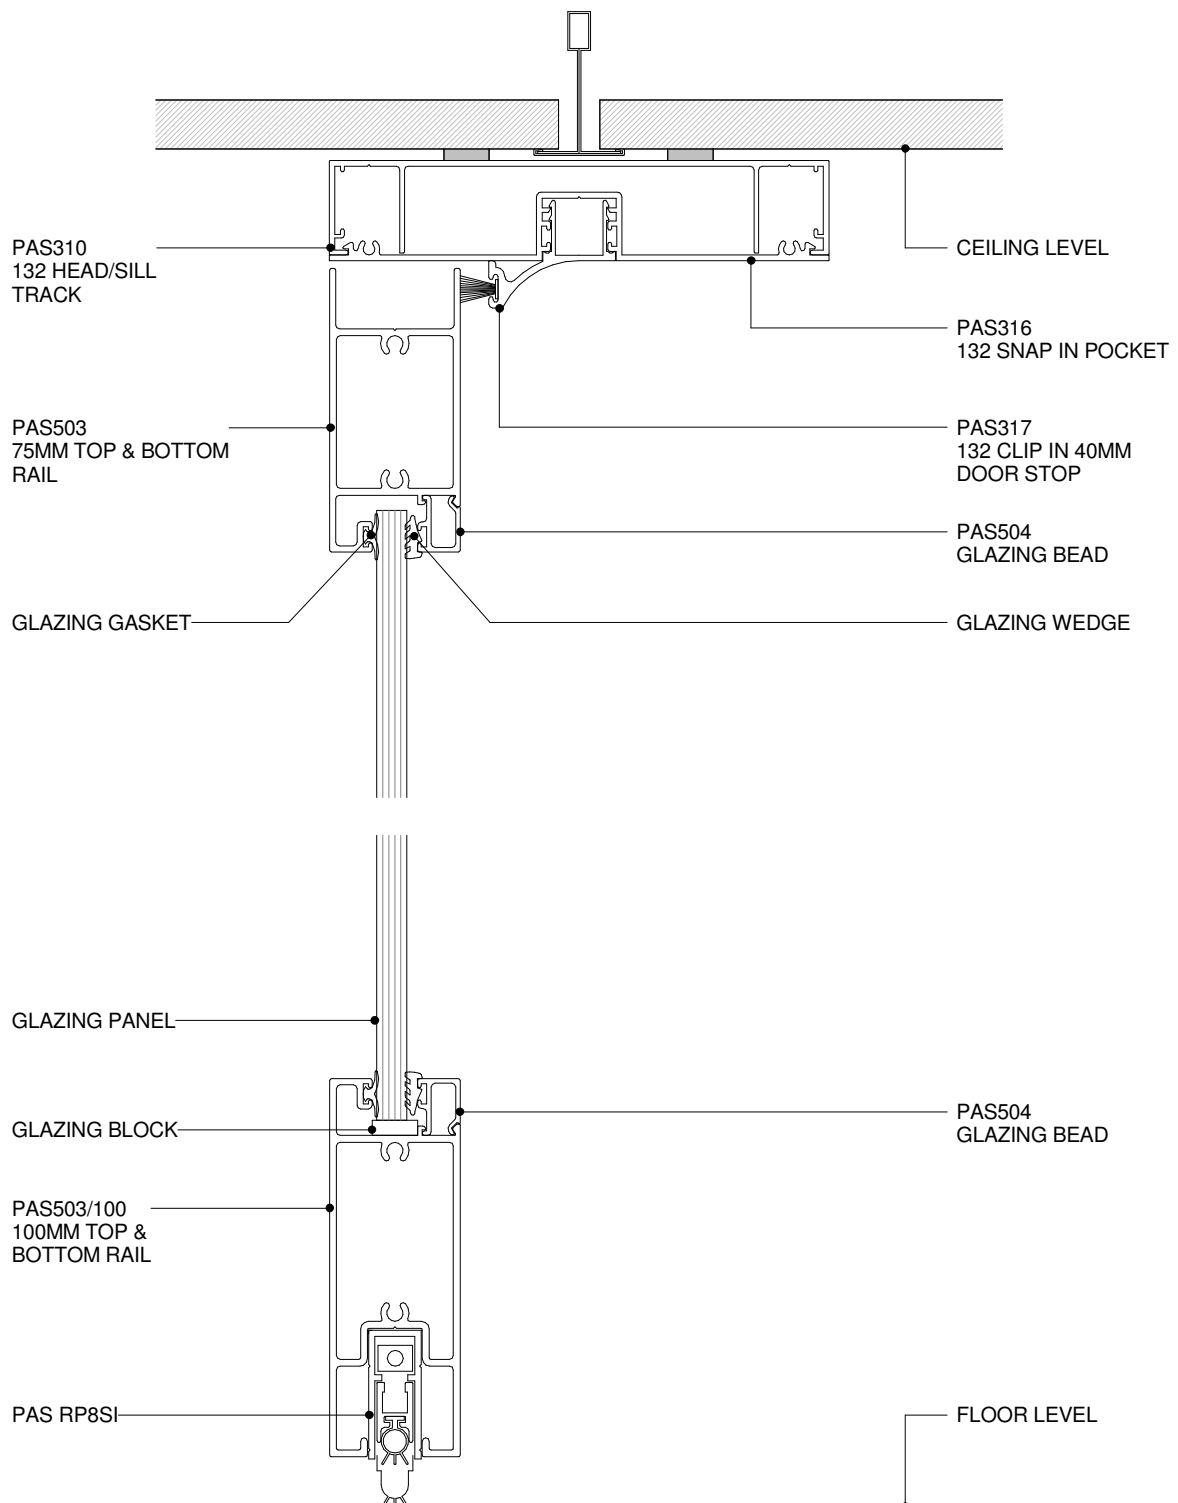 PAS310
132 HEAD/SILL
TRACK
CEILING LEVEL
PAS316
132 SNAP IN POCKET
PAS503
75MM TOP & BOTTOM
RAIL
PAS317
132 CLIP IN 40MM
DOOR STOP
PAS504
GLAZING BEAD
GLAZING GASKET
GLAZING WEDGE
GLAZING PANEL
GLAZING BLOCK
PAS504
GLAZING BEAD
PAS503/100
100MM TOP &
BOTTOM RAIL
PAS RP8SI
FLOOR LEVEL